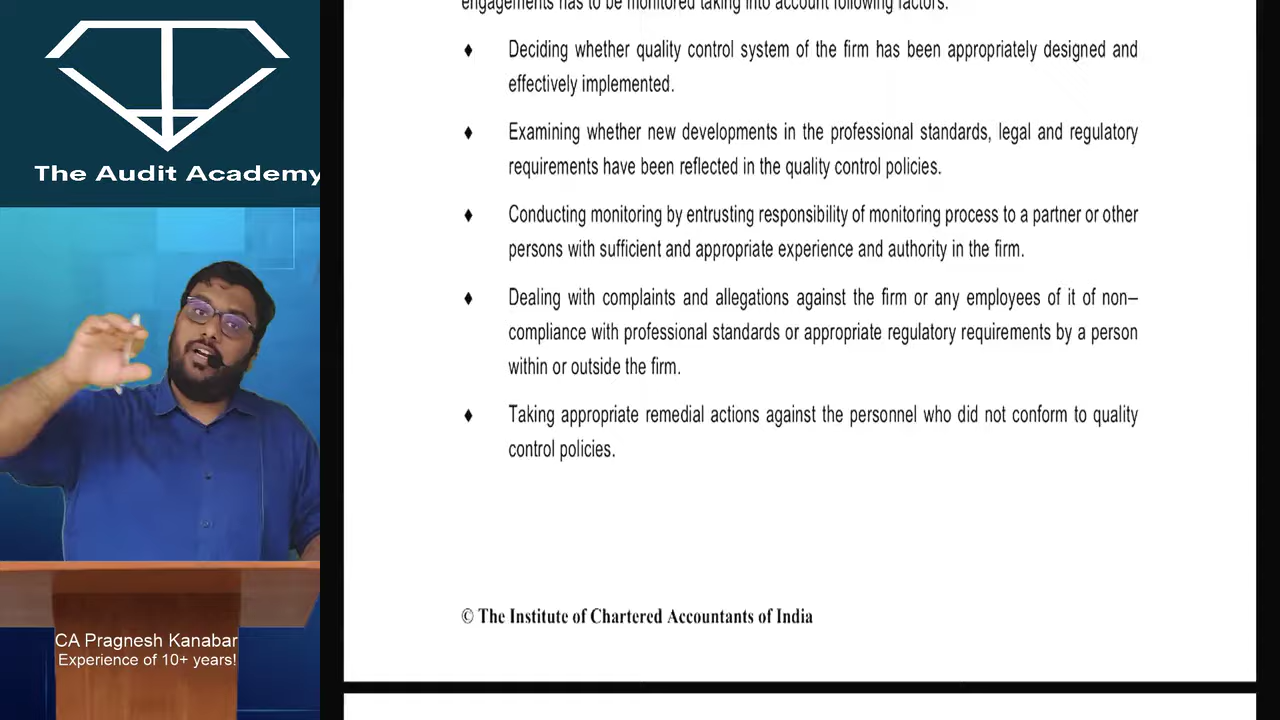 The Audit Academy
CA Pragnesh Kanabar
Experience of 10+ years!
engagements has to be monitored taking into account following factors.
♦ Deciding whether quality control system of the firm has been appropriately designed and
effectively implemented.
♦ Examining whether new developments in the professional standards, legal and regulatory
requirements have been reflected in the quality control policies.
♦ Conducting monitoring by entrusting responsibility of monitoring process to a partner or other
persons with sufficient and appropriate experience and authority in the firm.
♦ Dealing with complaints and allegations against the firm or any employees of it of non–
compliance with professional standards or appropriate regulatory requirements by a person
within or outside the firm.
♦ Taking appropriate remedial actions against the personnel who did not conform to quality
control policies.
© The Institute of Chartered Accountants of India